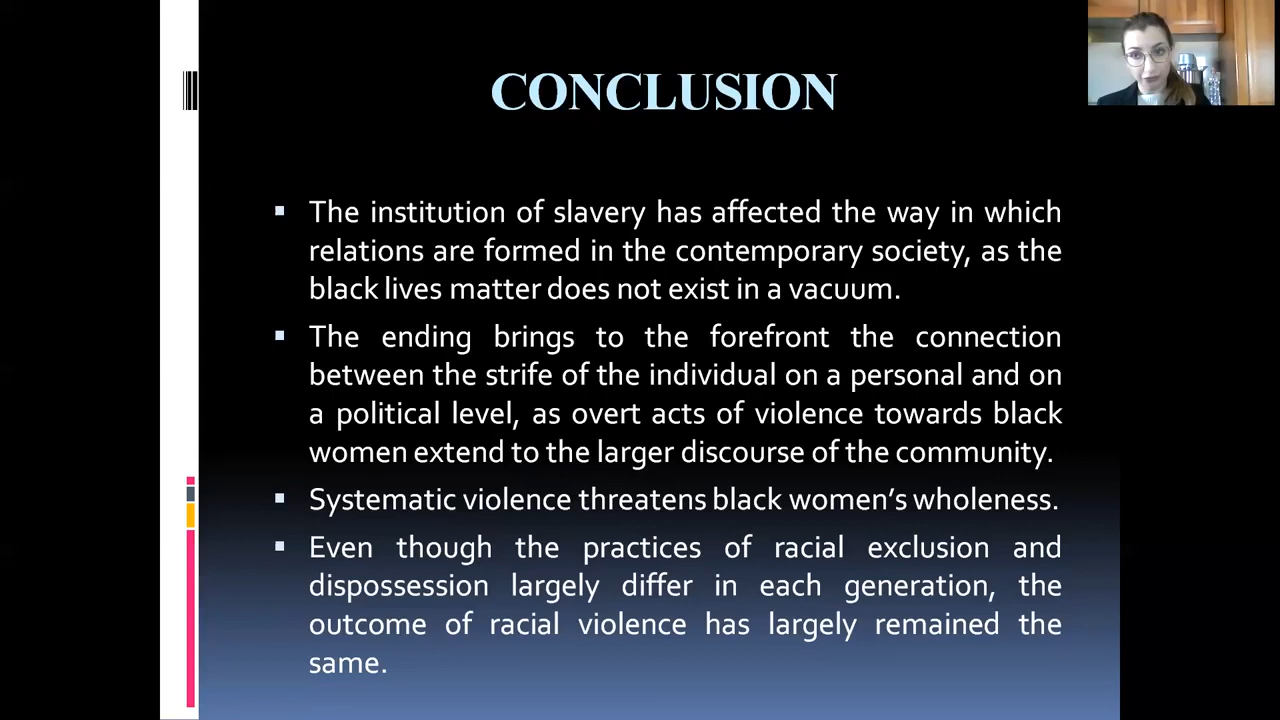 CONCLUSION
The institution of slavery has affected the way in which
relations are formed in the contemporary society, as the
black lives matter does not exist in a vacuum.
The ending brings to the forefront the connection
between the strife of the individual on a personal and on
a political level, as overt acts of violence towards black
women extend to the larger discourse of the community.
Systematic violence threatens black women's wholeness.
Even though the practices of racial exclusion and
dispossession largely differ in each generation, the
outcome of racial violence has largely remained the
same.